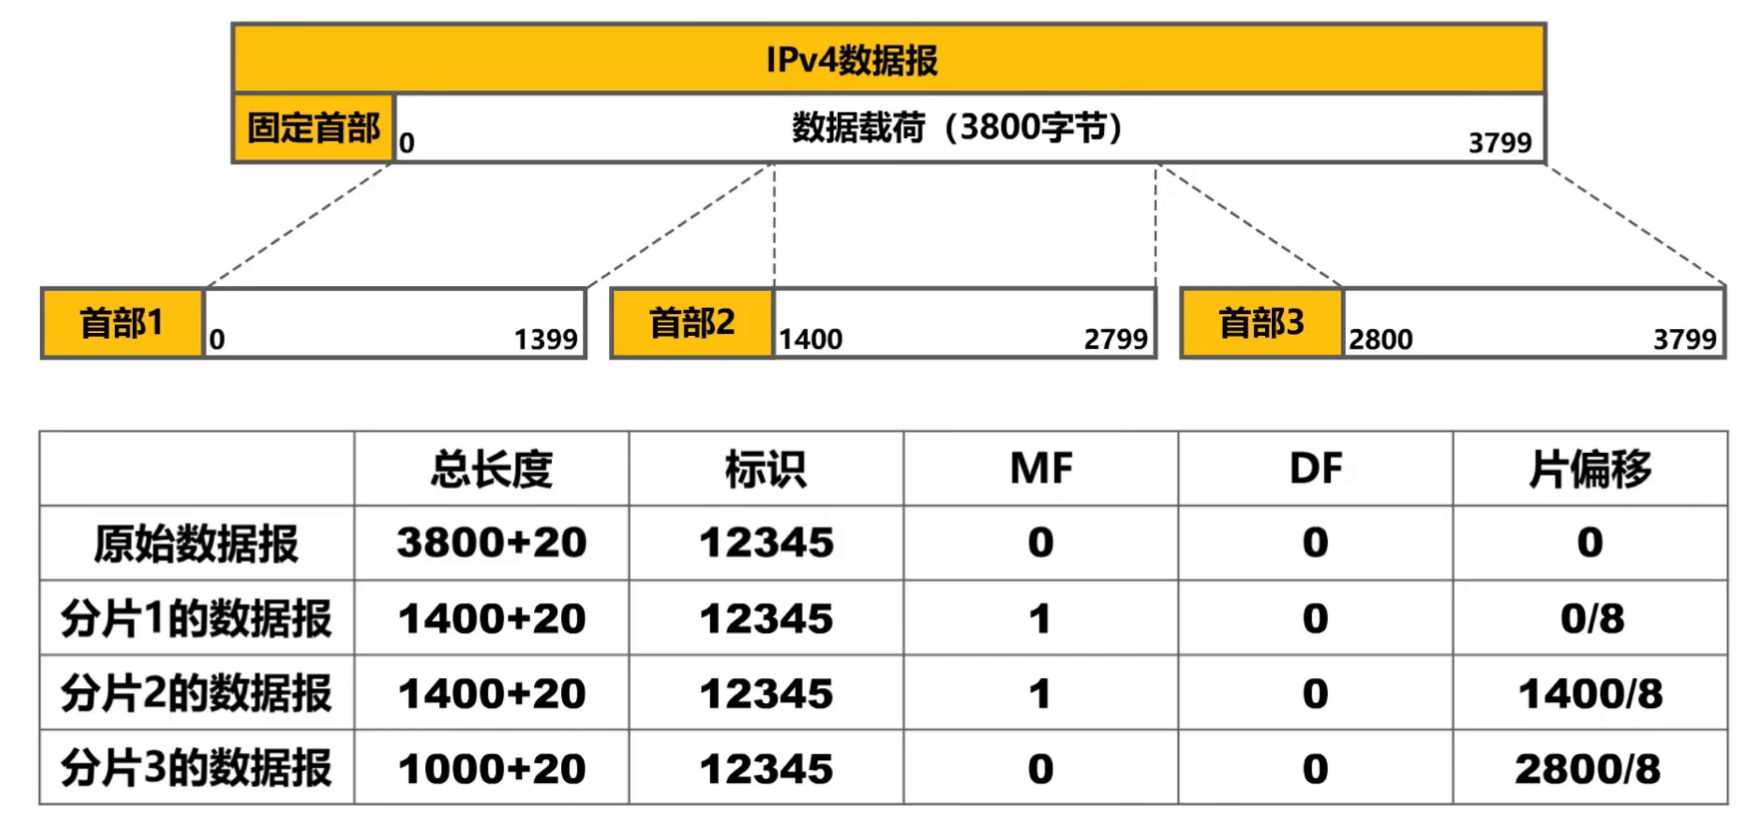 IPv4数据报
固定首部 0 数据载荷（3800字节） 3799
首部1 0 1399 首部2 1400 2799 首部3 2800 3799
总长度 标识 MF DF 片偏移
原始数据报 3800+20 12345 0 0 0
分片1的数据报 1400+20 12345 1 0 0/8
分片2的数据报 1400+20 12345 1 0 1400/8
分片3的数据报 1000+20 12345 0 0 2800/8